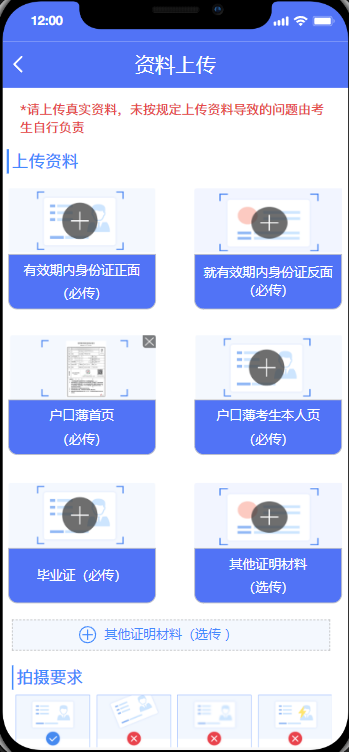 12:00
资料上传
*请上传真实资料，未按规定上传资料导致的问题由考
生自行负责
上传资料
有效期内身份证正面
（必传）
就有效期内身份证反面
（必传）
户口薄首页
（必传）
户口薄考生本人页
（必传）
毕业证（必传）
其他证明材料
（选传）
其他证明材料（选传 ）
拍摄要求